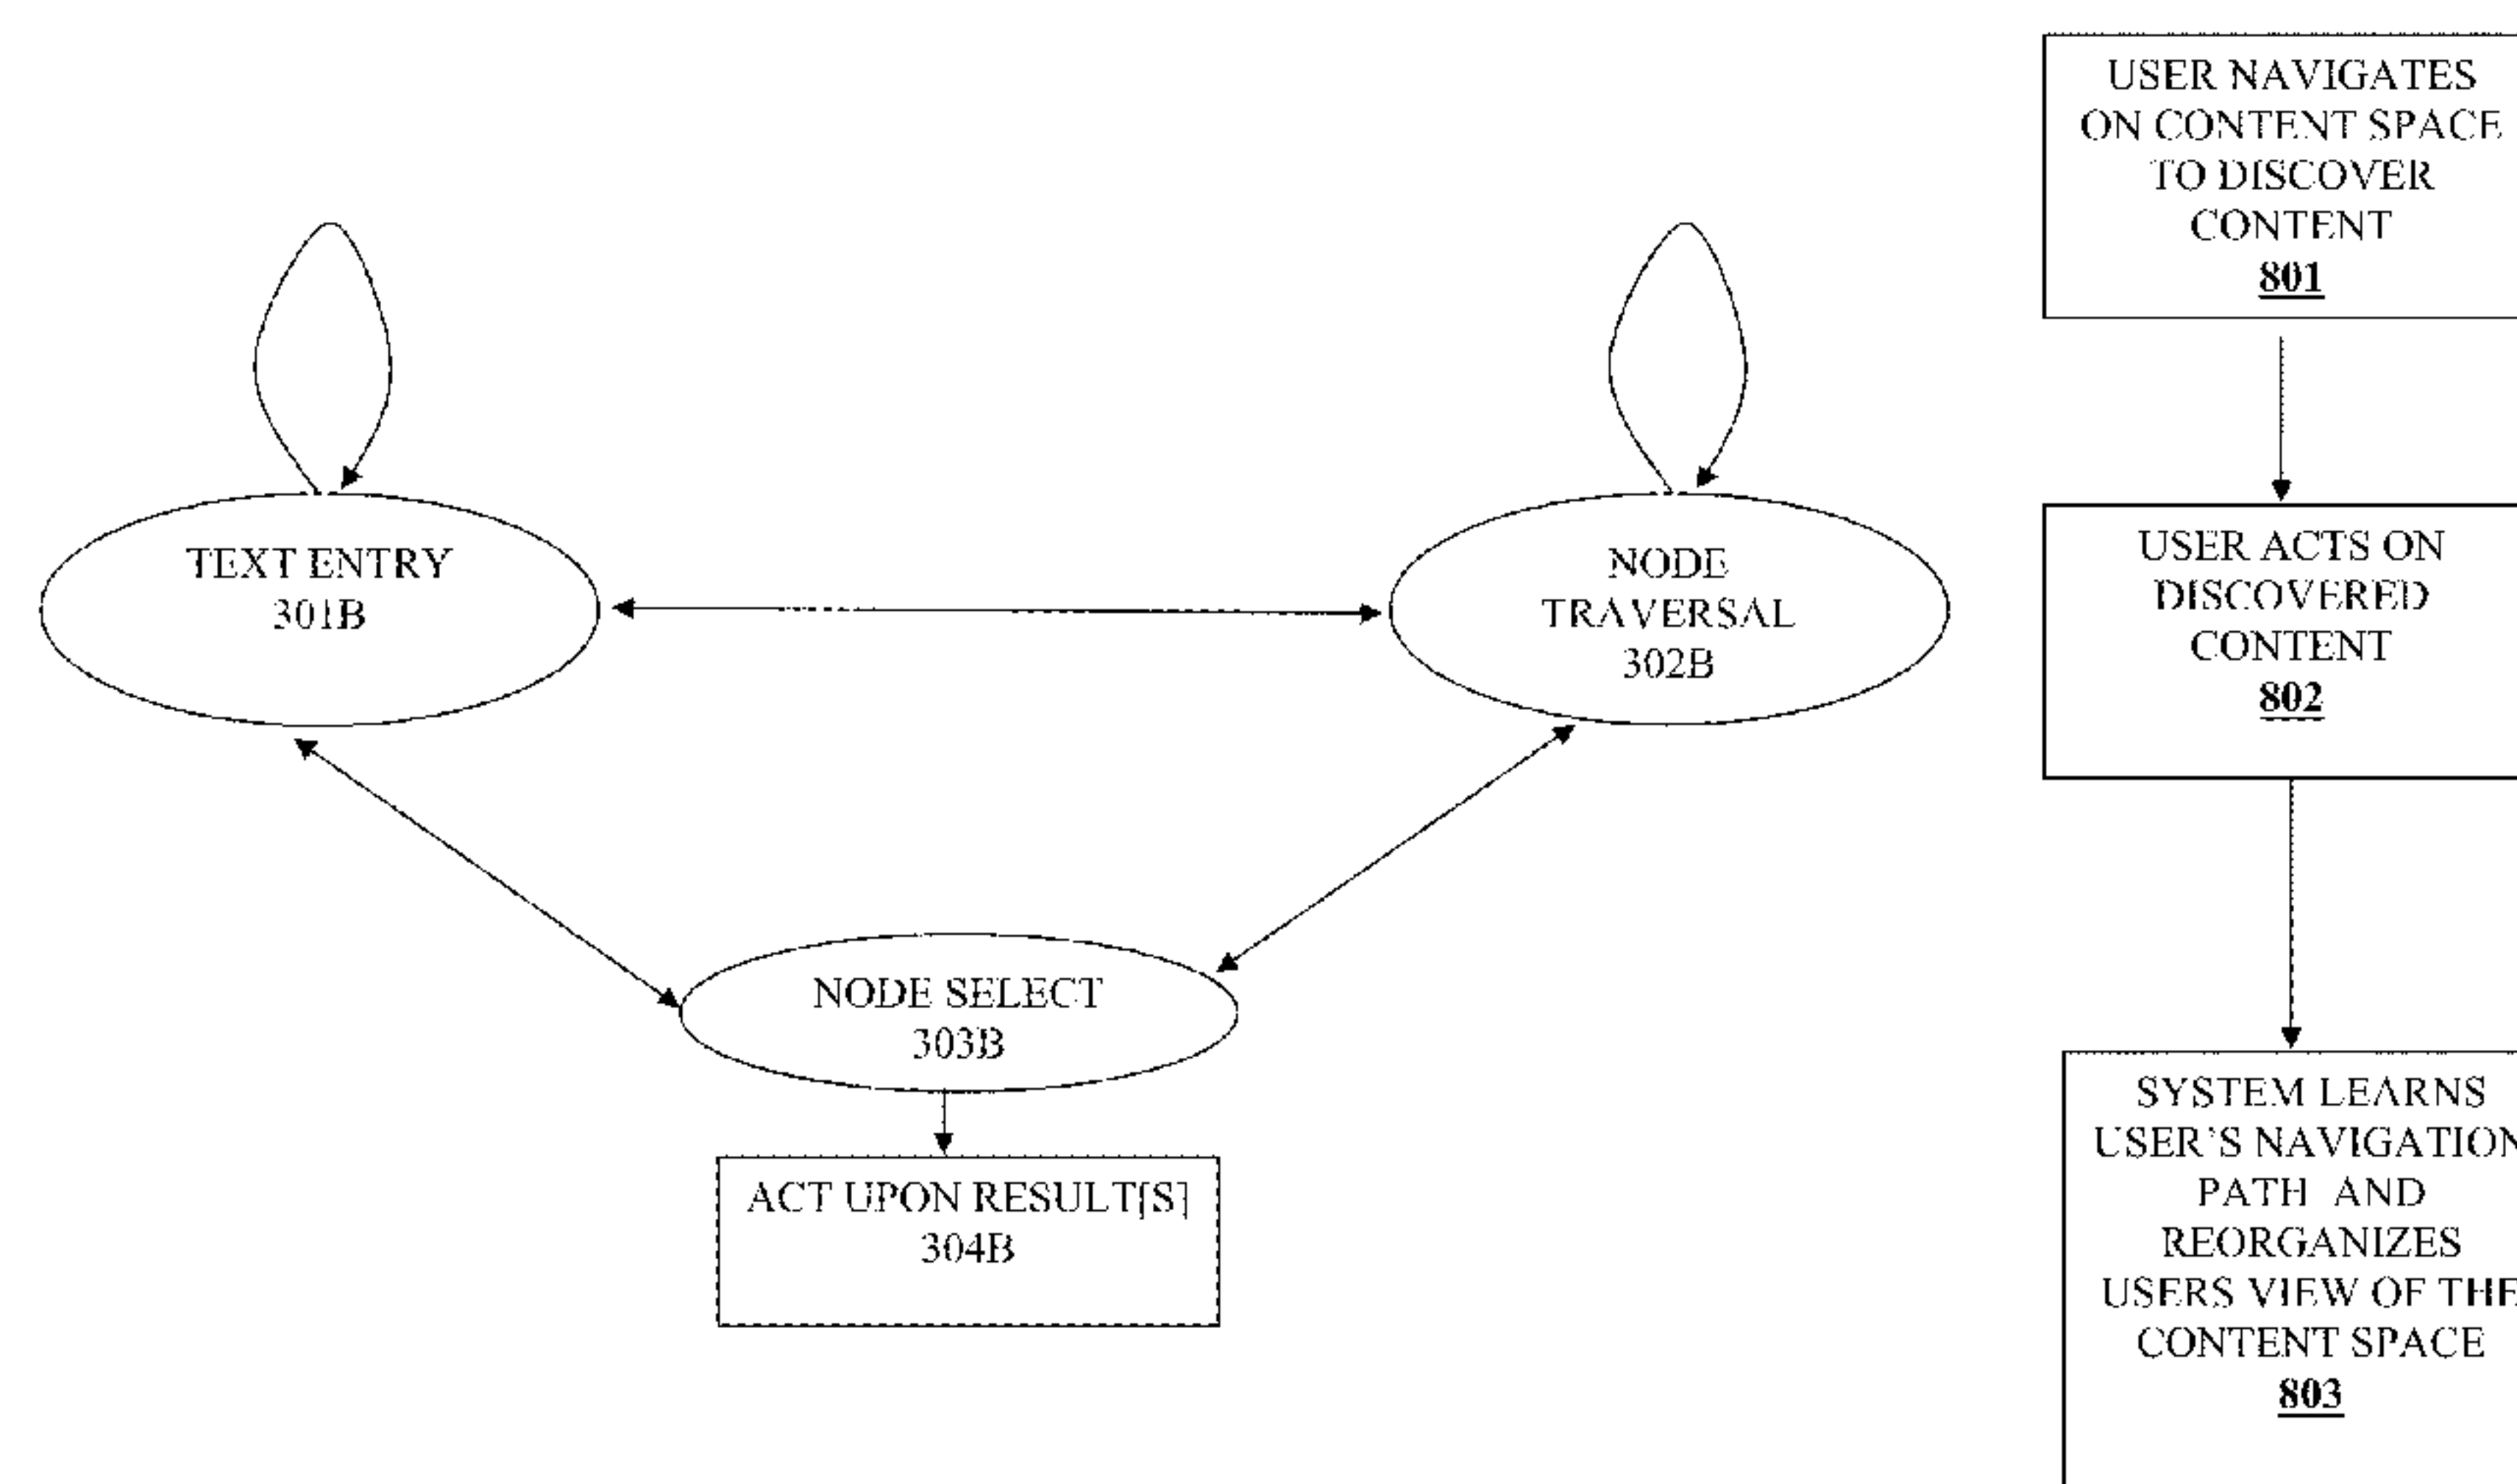 TEXT ENTRY
301B
NODE
TRAVERSAL
302B
NODE SELECT
303B
ACT UPON RESULT[S]
304B
USER NAVIGATES
ON CONTENT SPACE
TO DISCOVER
CONTENT
801
USER ACTS ON
DISCOVERED
CONTENT
802
SYSTEM LEARNS
USER'S NAVIGATION
PATH AND
REORGANIZES
USERS VIEW OF THE
CONTENT SPACE
803